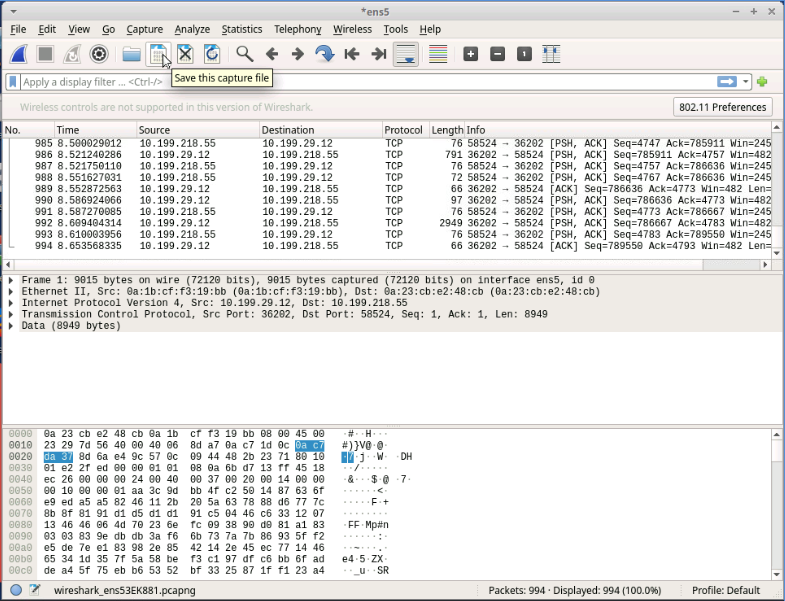 *ens5
File Edit View Go Capture Analyze Statistics Telephony Wireless Tools Help
Save this capture file
Apply a display filter ... <Ctrl-/>
Wireless controls are not supported in this version of Wireshark. 802.11 Preferences
No. Time Source Destination Protocol Length Info
985 8.500029012 10.199.218.55 10.199.29.12 TCP 76 58524 → 36202 [PSH, ACK] Seq=4747 Ack=785911 Win=245
986 8.521240286 10.199.29.12 10.199.218.55 TCP 791 36202 → 58524 [PSH, ACK] Seq=785911 Ack=4757 Win=482
987 8.521750110 10.199.218.55 10.199.29.12 TCP 76 58524 → 36202 [PSH, ACK] Seq=4757 Ack=786636 Win=245
988 8.551627031 10.199.218.55 10.199.29.12 TCP 72 58524 → 36202 [PSH, ACK] Seq=4767 Ack=786636 Win=245
989 8.552872563 10.199.29.12 10.199.218.55 TCP 66 36202 → 58524 [ACK] Seq=786636 Ack=4773 Win=482 Len=
990 8.586924066 10.199.29.12 10.199.218.55 TCP 97 36202 → 58524 [PSH, ACK] Seq=786636 Ack=4773 Win=482
991 8.587270085 10.199.218.55 10.199.29.12 TCP 76 58524 → 36202 [PSH, ACK] Seq=4773 Ack=786667 Win=245
992 8.609404314 10.199.29.12 10.199.218.55 TCP 2949 36202 → 58524 [PSH, ACK] Seq=786667 Ack=4783 Win=482
993 8.610003956 10.199.218.55 10.199.29.12 TCP 76 58524 → 36202 [PSH, ACK] Seq=4783 Ack=789550 Win=245
994 8.653568335 10.199.29.12 10.199.218.55 TCP 66 36202 → 58524 [ACK] Seq=789550 Ack=4793 Win=482 Len=
Frame 1: 9015 bytes on wire (72120 bits), 9015 bytes captured (72120 bits) on interface ens5, id 0
Ethernet II, Src: 0a:1b:cf:f3:19:bb (0a:1b:cf:f3:19:bb), Dst: 0a:23:cb:e2:48:cb (0a:23:cb:e2:48:cb)
Internet Protocol Version 4, Src: 10.199.29.12, Dst: 10.199.218.55
Transmission Control Protocol, Src Port: 36202, Dst Port: 58524, Seq: 1, Ack: 1, Len: 8949
Data (8949 bytes)
0000 0a 23 cb e2 48 cb 0a 1b cf f3 19 bb 08 00 45 00 ·#··H···
0010 23 29 7d 56 40 00 40 06 8d a7 0a c7 1d 0c 0a c7 #)}V@·@·
0020 da 37 8d 6a e4 9c 57 0c 09 44 48 2b 23 71 80 10 ·7·j··W· ·DH
0030 01 e2 2f ed 00 00 01 01 08 0a 6b d7 13 ff 45 18 ··/·····
0040 ec 26 00 00 00 24 00 40 00 37 00 20 00 14 00 00 ·&···$·@ ·7·
0050 00 10 00 00 01 aa 3c 9d bb 4f c2 50 14 87 63 6f ······<·
0060 e9 ed a5 a5 82 46 11 2b 20 5a 63 78 88 d6 77 7c ·····F·+
0070 8b 8f 81 91 d1 d5 d1 d1 91 c5 04 46 c6 33 12 07 ········
0080 13 46 46 06 4d 70 23 6e fc 09 38 90 d0 81 a1 83 ·FF·Mp#n
0090 03 03 83 9e db db 3a f6 6b 73 7a 7b 86 93 5f f2 ······:·
00a0 e5 de 7e e1 83 98 2e 85 42 14 2e 45 ec 77 14 46 ··~···.·
00b0 65 34 1d 35 7f 5a 58 be f3 c1 97 df c6 bb 6f ad e4·5·ZX·
00c0 de a4 5f 75 eb b6 53 52 bf 33 25 87 1f f1 23 a4 ··_u··SR
wireshark_ens53EK881.pcapng Packets: 994 · Displayed: 994 (100.0%) Profile: Default